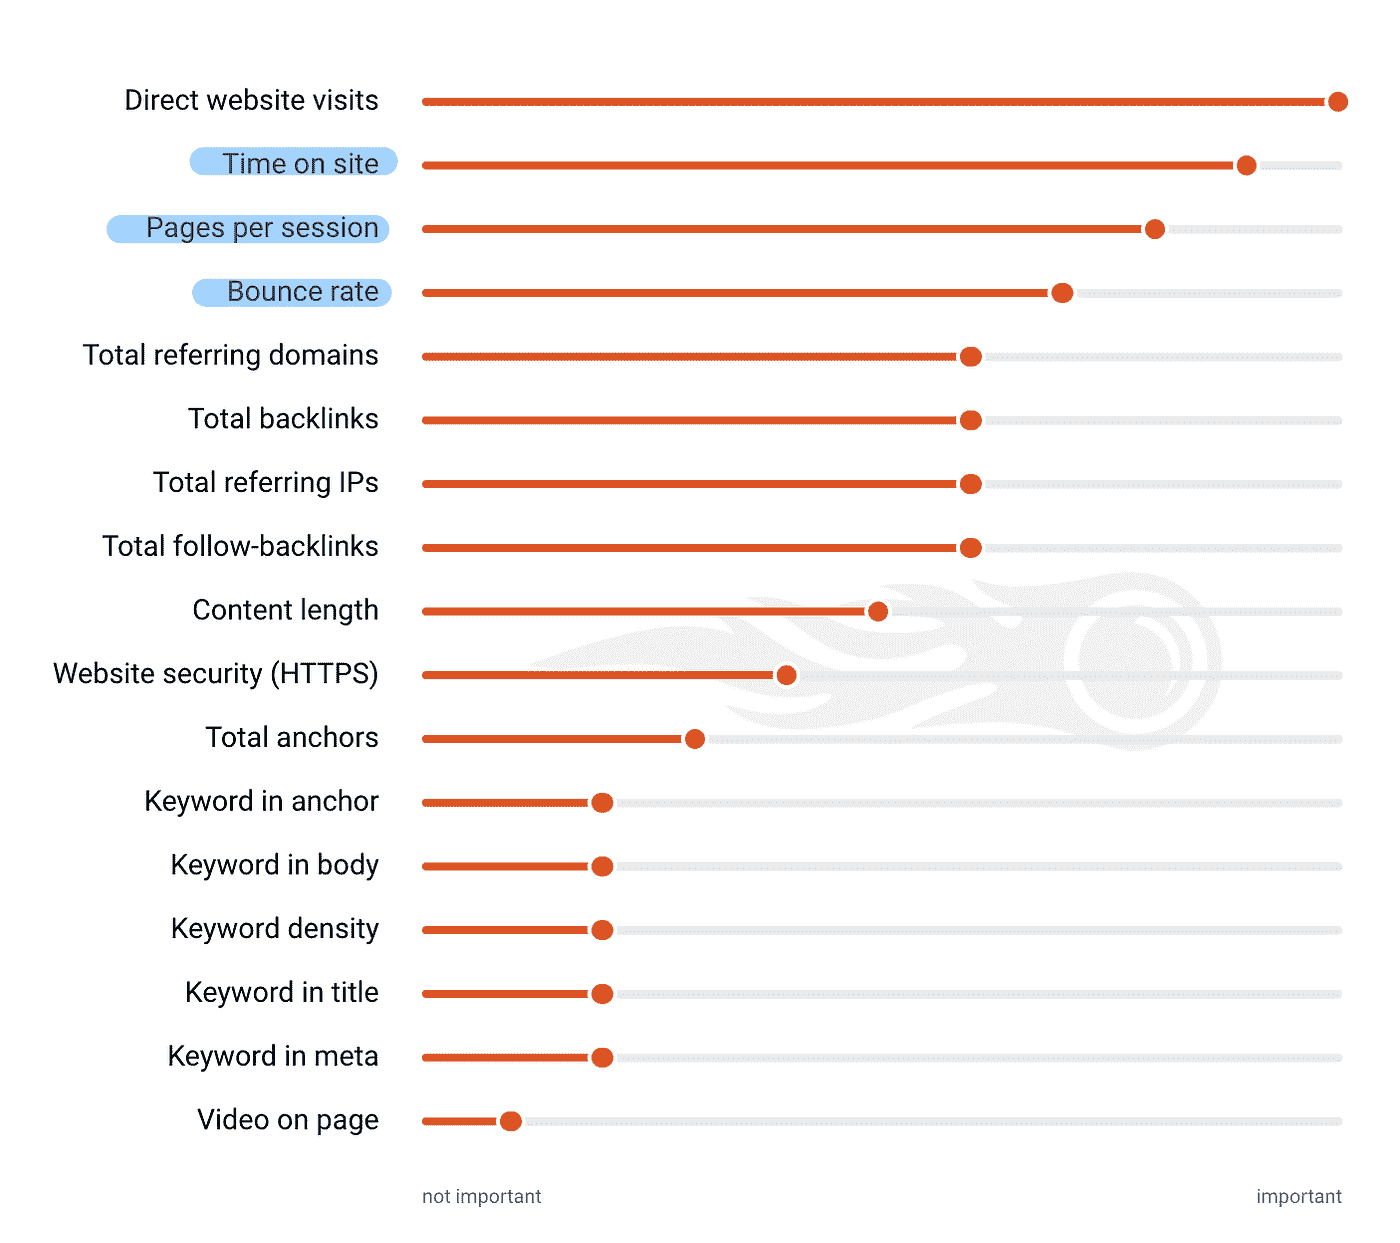 Direct website visits
Time on site
Pages per session
Bounce rate
Total referring domains
Total backlinks
Total referring IPs
Total follow-backlinks
Content length
Website security (HTTPS)
Total anchors
Keyword in anchor
Keyword in body
Keyword density
Keyword in title
Keyword in meta
Video on page
not important
important